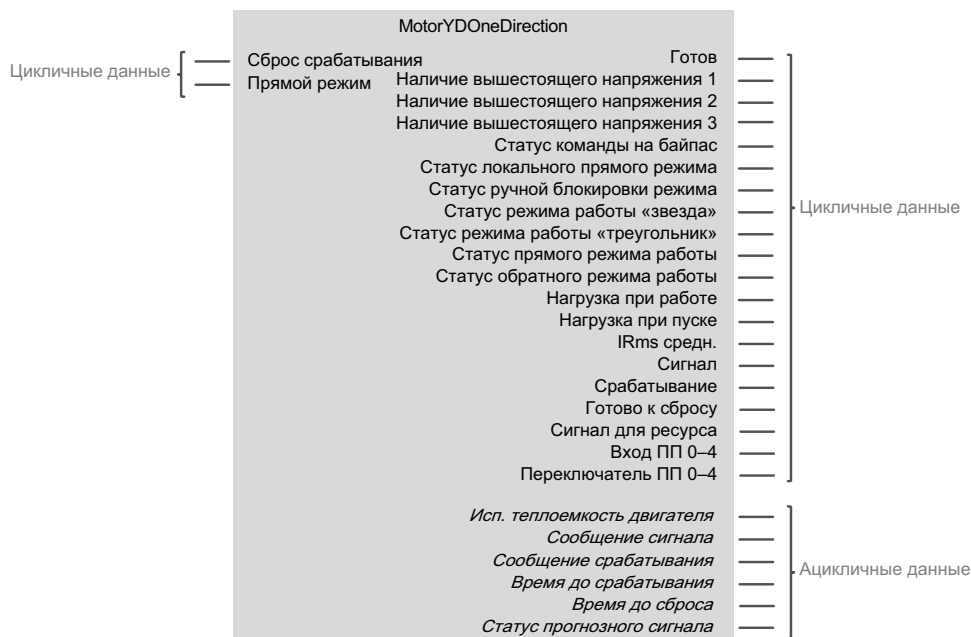 MotorYDOneDirection
Цикличные данные
Сброс срабатывания
Прямой режим
Готов
Наличие вышестоящего напряжения 1
Наличие вышестоящего напряжения 2
Наличие вышестоящего напряжения 3
Статус команды на байпас
Статус локального прямого режима
Статус ручной блокировки режима
Статус режима работы «звезда»
Статус режима работы «треугольник»
Статус прямого режима работы
Статус обратного режима работы
Нагрузка при работе
Нагрузка при пуске
IRms средн.
Сигнал
Срабатывание
Готово к сбросу
Сигнал для ресурса
Вход ПП 0–4
Переключатель ПП 0–4
Цикличные данные
Исп. теплоемкость двигателя
Сообщение сигнала
Сообщение срабатывания
Время до срабатывания
Время до сброса
Статус прогнозного сигнала
Ацикличные данные